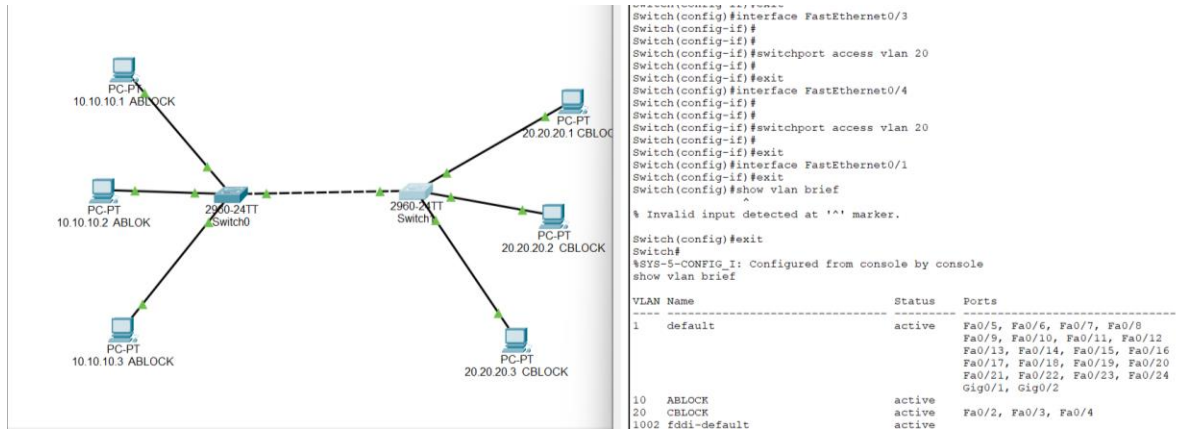 PC-PT
10.10.10.1 ABLOCK
PC-PT
20.20.20.1 CBLOC
PC-PT
10.10.10.2 ABLOK
2960-24TT
Switch0
2960-24TT
Switch1
PC-PT
20.20.20.2 CBLOCK
PC-PT
10.10.10.3 ABLOCK
PC-PT
20.20.20.3 CBLOCK
Switch(config)#interface FastEthernet0/3
Switch(config-if)#
Switch(config-if)#switchport access vlan 20
Switch(config-if)#
Switch(config-if)#exit
Switch(config)#interface FastEthernet0/4
Switch(config-if)#
Switch(config-if)#
Switch(config-if)#switchport access vlan 20
Switch(config-if)#
Switch(config-if)#exit
Switch(config)#interface FastEthernet0/1
Switch(config-if)#exit
Switch(config)#show vlan brief
^
% Invalid input detected at '^' marker.
Switch(config)#exit
Switch#
%SYS-5-CONFIG_I: Configured from console by console
show vlan brief
VLAN Name Status Ports
---- -------------------------------- --------- -------------------------------
1 default active Fa0/5, Fa0/6, Fa0/7, Fa0/8
Fa0/9, Fa0/10, Fa0/11, Fa0/12
Fa0/13, Fa0/14, Fa0/15, Fa0/16
Fa0/17, Fa0/18, Fa0/19, Fa0/20
Fa0/21, Fa0/22, Fa0/23, Fa0/24
Gig0/1, Gig0/2
10 ABLOCK active
20 CBLOCK active Fa0/2, Fa0/3, Fa0/4
1002 fddi-default active